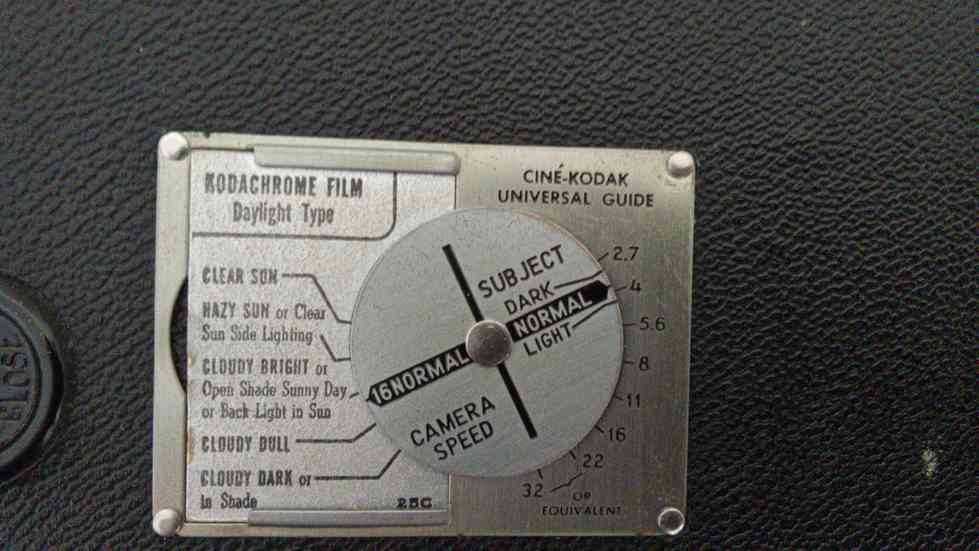 KODACHROME FILM
Daylight Type
CLEAR SUN
HAZY SUN or Clear
Sun Side Lighting
CLOUDY BRIGHT or
Open Shade Sunny Day
or Back Light in Sun
CLOUDY DULL
CLOUDY DARK or
In Shade
25C
16 NORMAL
CAMERA
SPEED
SUBJECT
DARK
NORMAL
LIGHT
CINÉ-KODAK
UNIVERSAL GUIDE
2.7
4
5.6
8
11
16
22
32
OR
EQUIVALENT